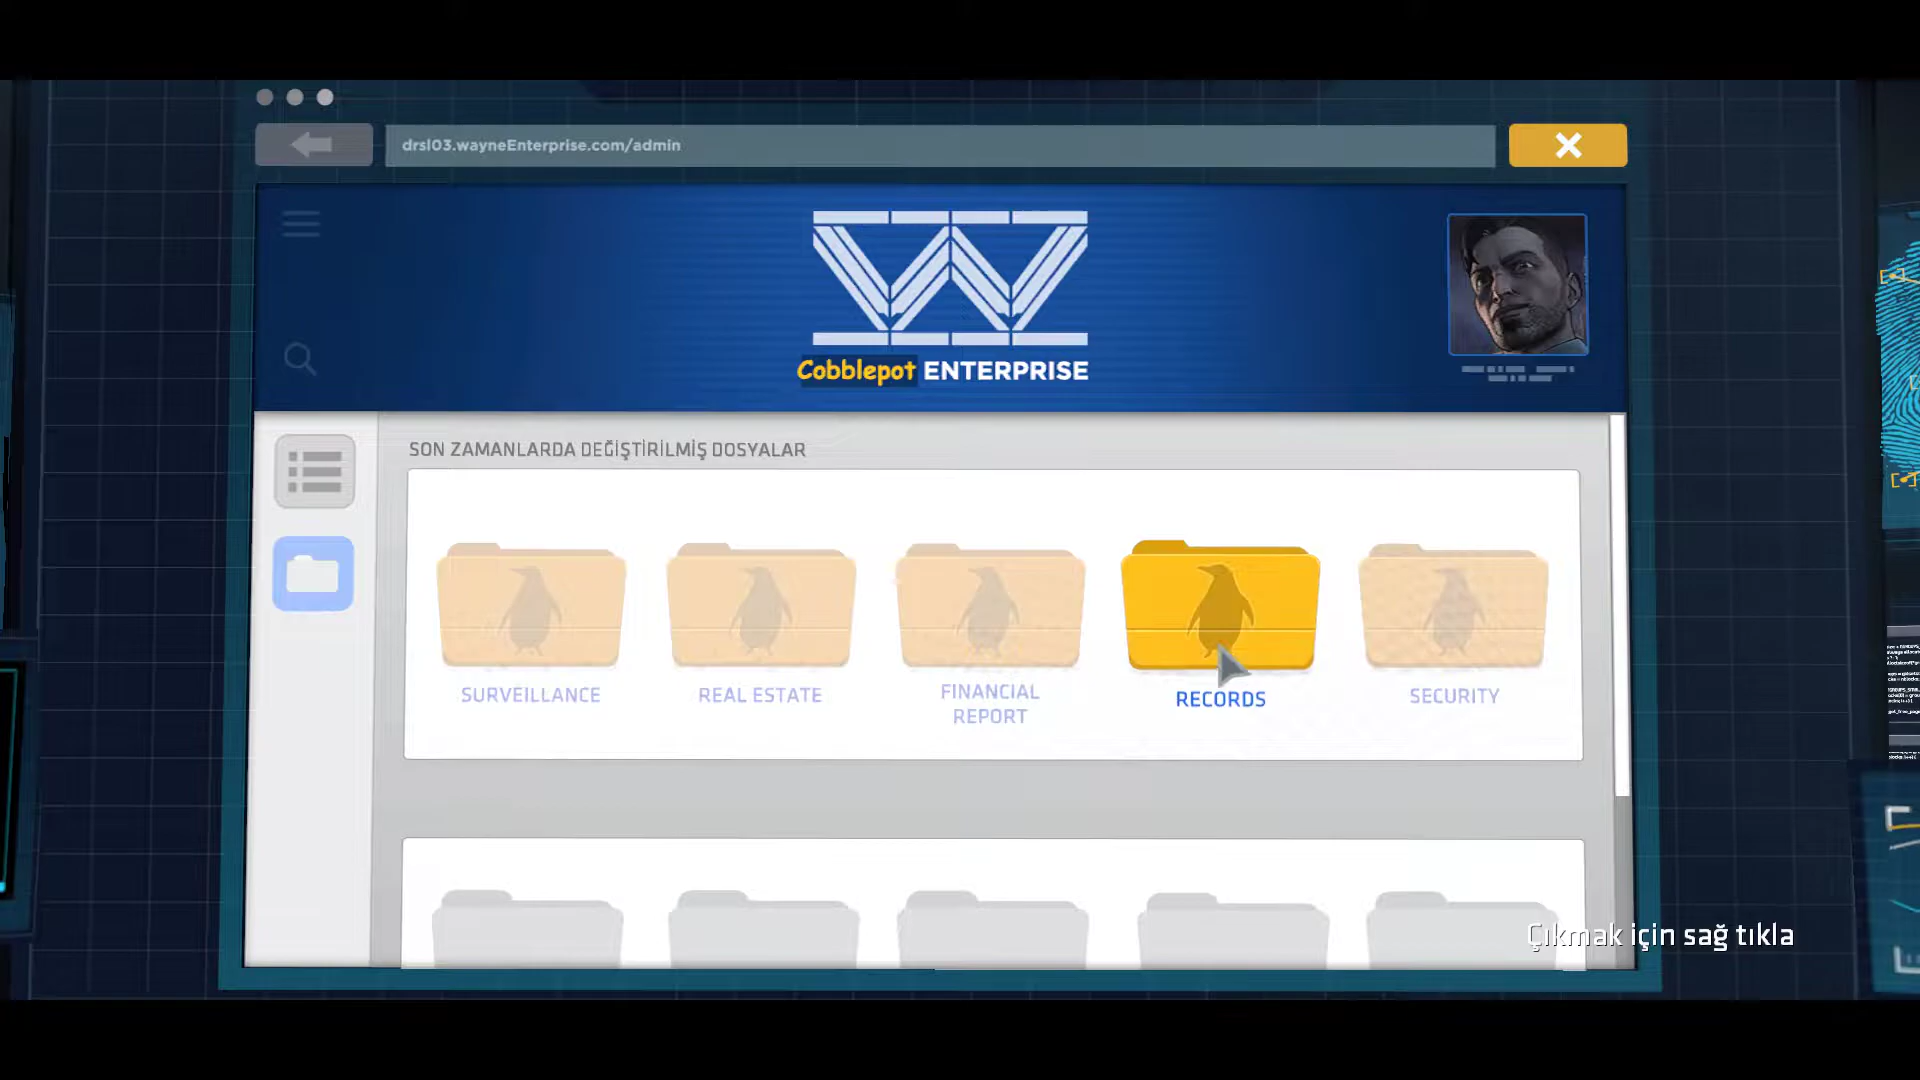 drsl03.wayneEnterprise.com/admin
Cobblepot ENTERPRISE
SON ZAMANLARDA DEĞİŞTİRİLMİŞ DOSYALAR
SURVEILLANCE
REAL ESTATE
FINANCIAL
REPORT
RECORDS
SECURITY
Çıkmak için sağ tıkla